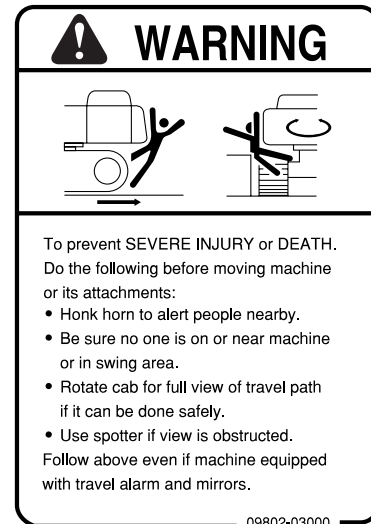 WARNING
To prevent SEVERE INJURY or DEATH.
Do the following before moving machine
or its attachments:
• Honk horn to alert people nearby.
• Be sure no one is on or near machine
or in swing area.
• Rotate cab for full view of travel path
if it can be done safely.
• Use spotter if view is obstructed.
Follow above even if machine equipped
with travel alarm and mirrors.
09802-03000